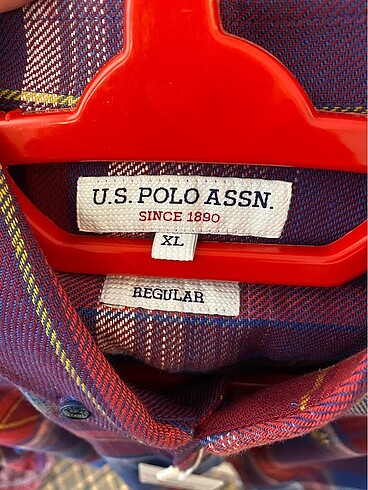 U.S. POLO ASSN.
SINCE 1890
XL
REGULAR